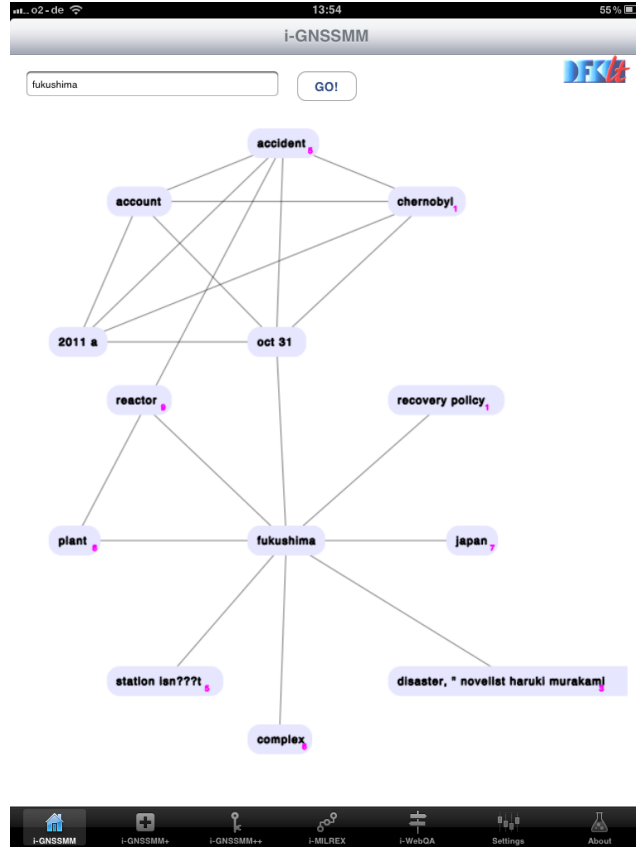 o2-de 13:54 55 %
i-GNSSMM
DFKI lt
fukushima GO!
accident 5
account chernobyl 1
2011 a oct 31
reactor 9 recovery policy 1
plant 6 fukushima japan 7
station isn???t 5 disaster, " novelist haruki murakami 3
complex 6
i-GNSSMM i-GNSSMM+ i-GNSSMM++ i-MILREX i-WebQA Settings About